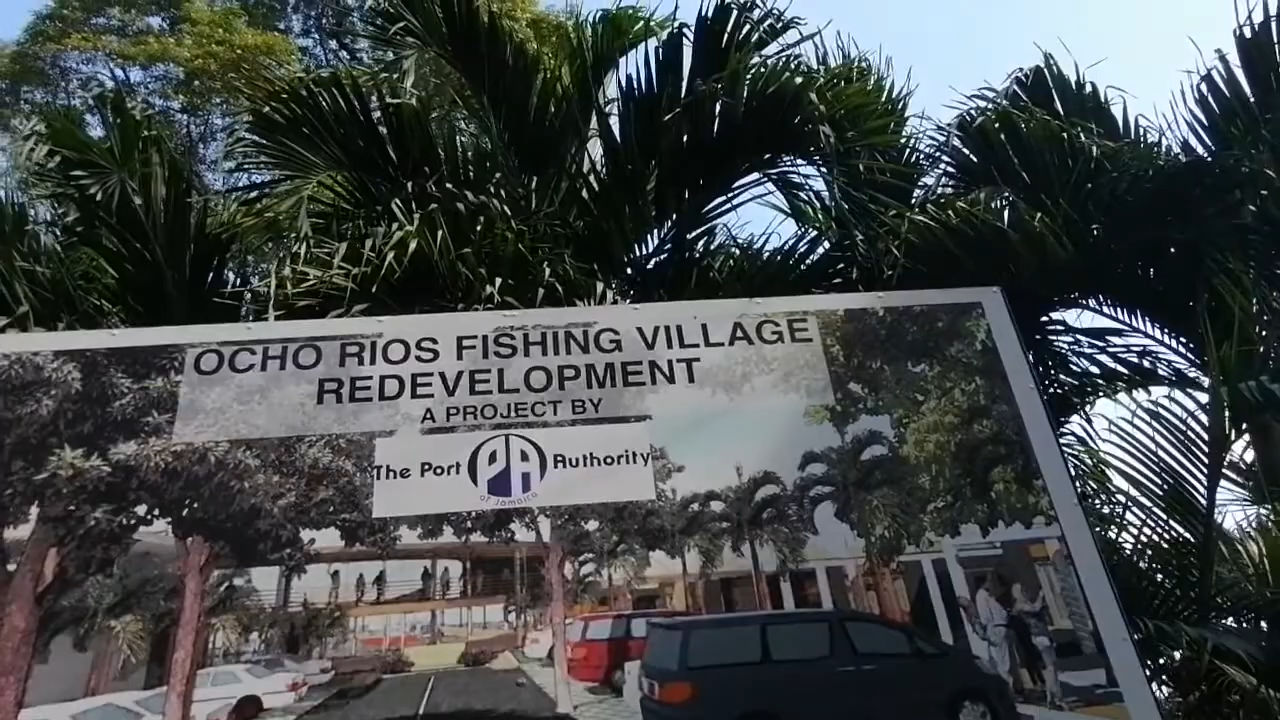 OCHO RIOS FISHING VILLAGE
REDEVELOPMENT
A PROJECT BY
The Port PA Authority
of Jamaica